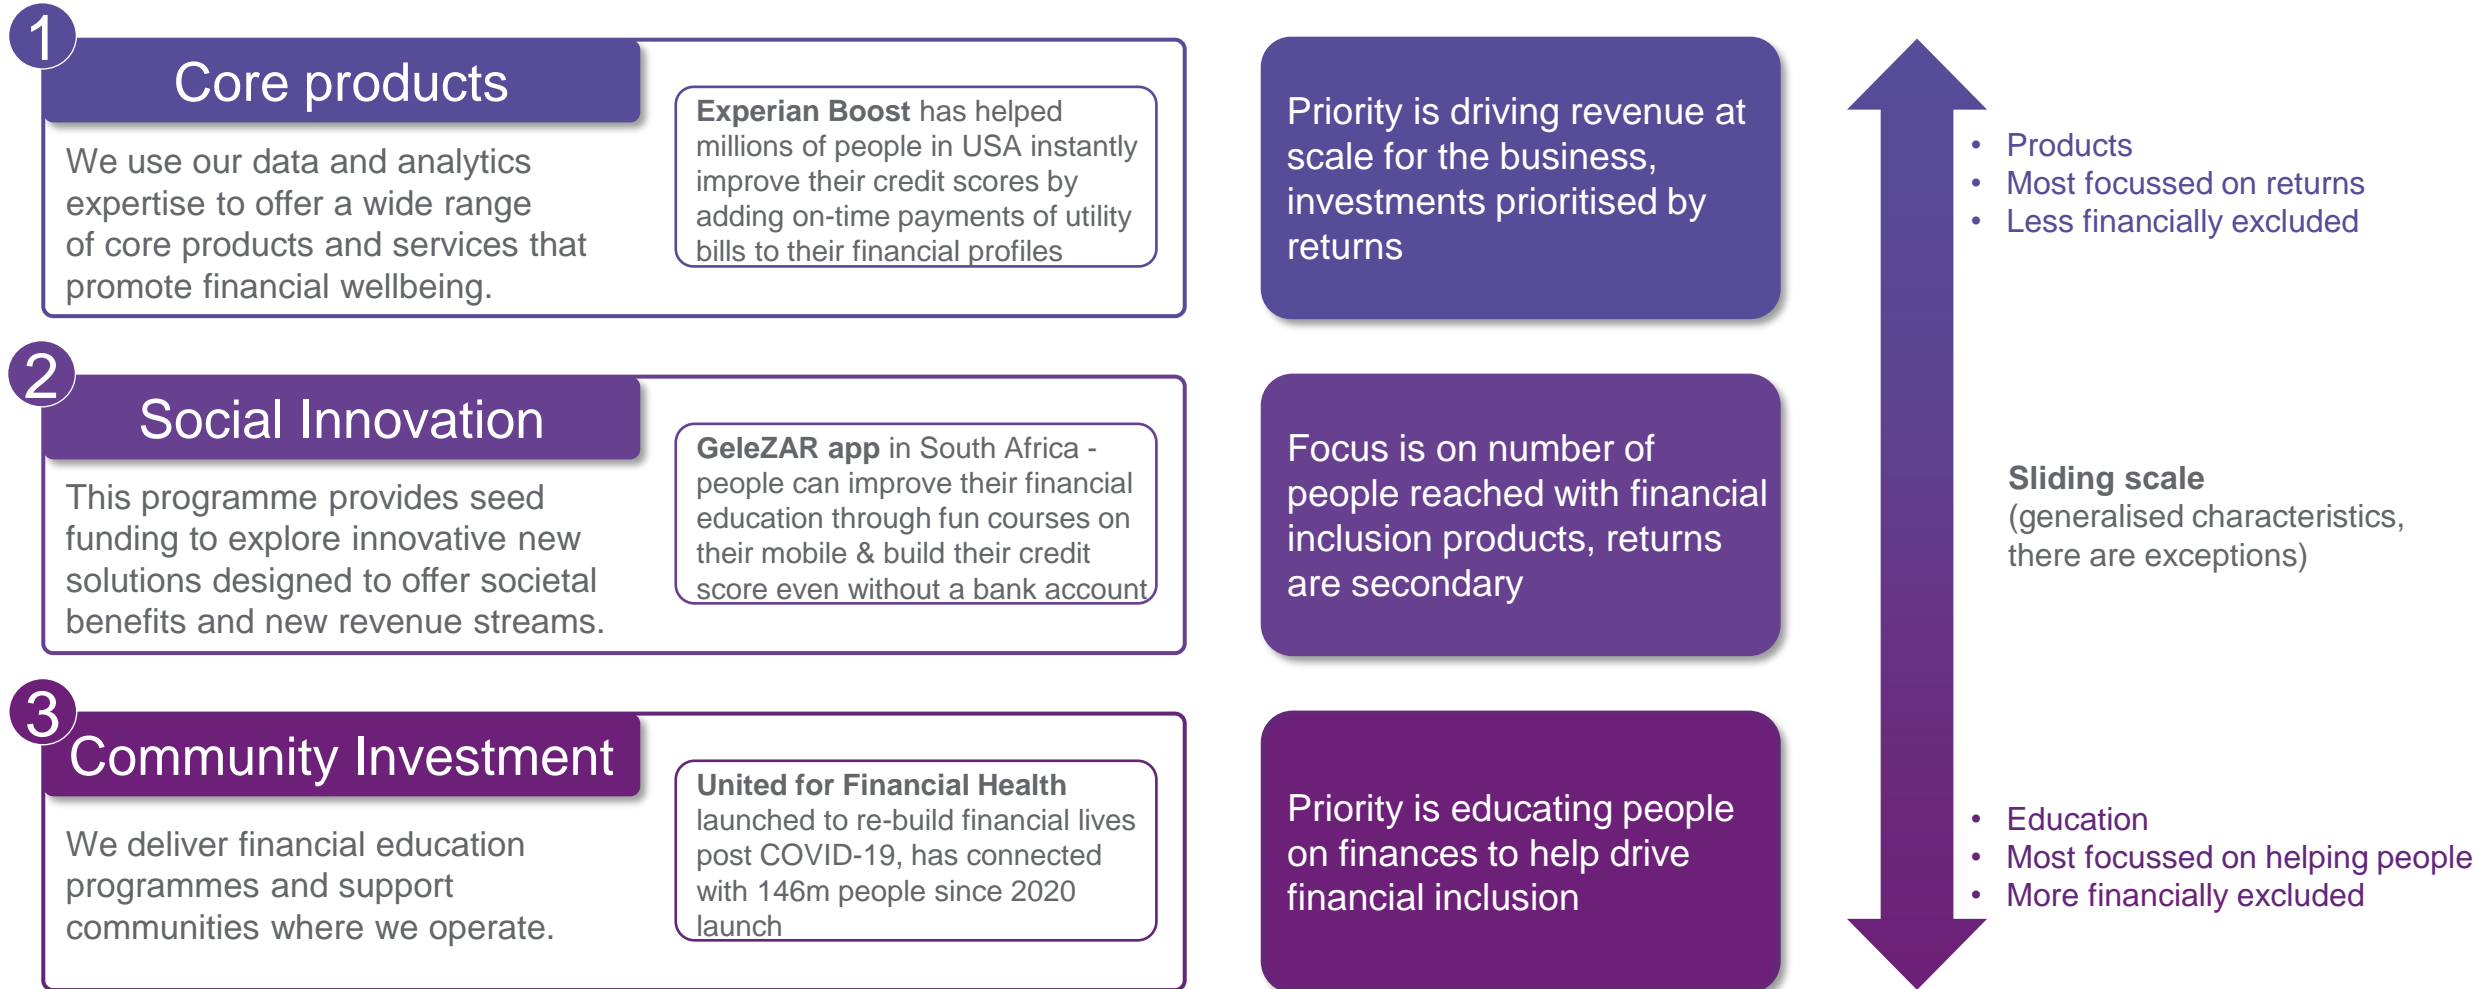 1
Core products
We use our data and analytics
expertise to offer a wide range
of core products and services that
promote financial wellbeing.
Experian Boost has helped
millions of people in USA instantly
improve their credit scores by
adding on-time payments of utility
bills to their financial profiles
Priority is driving revenue at
scale for the business,
investments prioritised by
returns
• Products
• Most focussed on returns
• Less financially excluded
2
Social Innovation
This programme provides seed
funding to explore innovative new
solutions designed to offer societal
benefits and new revenue streams.
GeleZAR app in South Africa -
people can improve their financial
education through fun courses on
their mobile & build their credit
score even without a bank account
Focus is on number of
people reached with financial
inclusion products, returns
are secondary
Sliding scale
(generalised characteristics,
there are exceptions)
3
Community Investment
We deliver financial education
programmes and support
communities where we operate.
United for Financial Health
launched to re-build financial lives
post COVID-19, has connected
with 146m people since 2020
launch
Priority is educating people
on finances to help drive
financial inclusion
• Education
• Most focussed on helping people
• More financially excluded